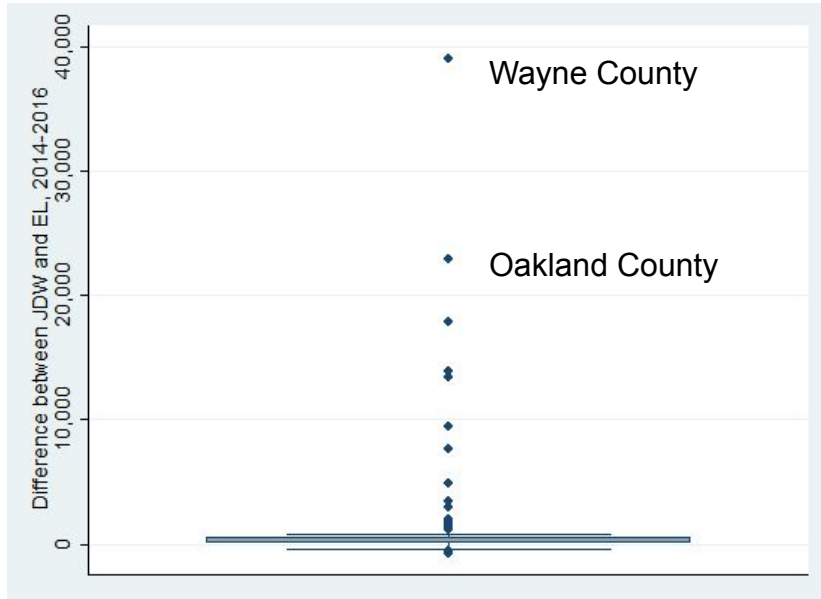 Difference between JDW and EL, 2014-2016
40,000
30,000
20,000
10,000
0
Wayne County
Oakland County